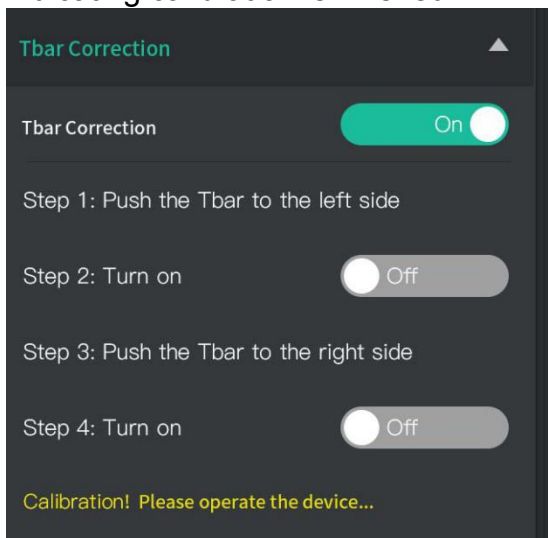 Tbar Correction
Tbar Correction On
Step 1: Push the Tbar to the left side
Step 2: Turn on Off
Step 3: Push the Tbar to the right side
Step 4: Turn on Off
Calibration! Please operate the device...